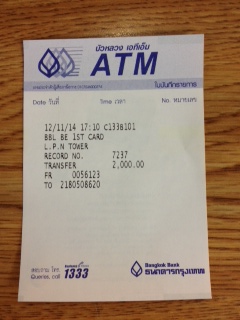 บัวหลวง เอทีเอ็ม
ATM
ใบบันทึกรายการ
Date วันที่ Time เวลา No. หมายเลข
12/11/14 17:10 C133B101
BBL BE 1ST CARD
L.P.N TOWER
RECORD NO. 7237
TRANSFER 2,000.00
FR 0056123
TO 2180508620
สอบถาม โทร.
Queries, call 1333
Bangkok Bank
ธนาคารกรุงเทพ